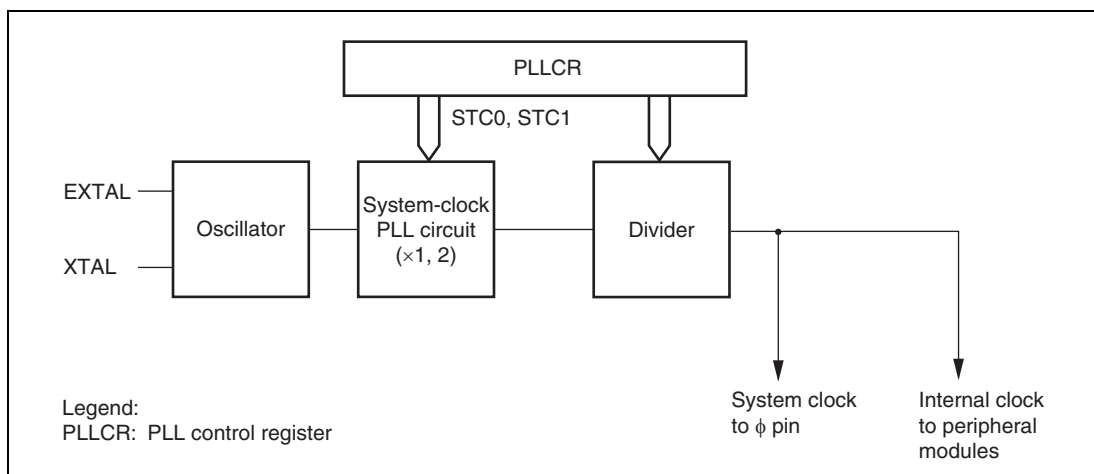 PLLCR
STC0, STC1
EXTAL
XTAL
Oscillator
System-clock
PLL circuit
(×1, 2)
Divider
System clock
to ϕ pin
Internal clock
to peripheral
modules
Legend:
PLLCR: PLL control register